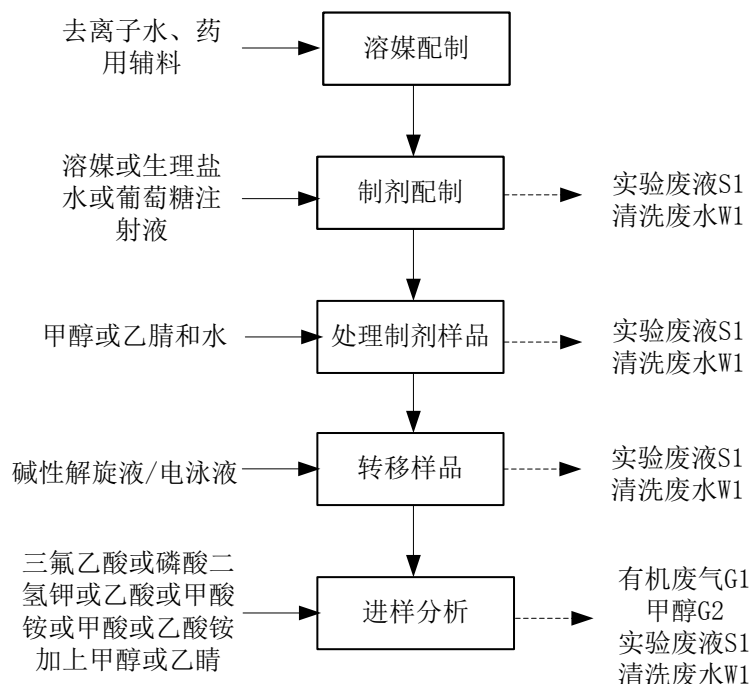 去离子水、药
用辅料
溶媒配制
溶媒或生理盐
水或葡萄糖注
射液
制剂配制
实验废液S1
清洗废水W1
甲醇或乙腈和水
处理制剂样品
实验废液S1
清洗废水W1
碱性解旋液/电泳液
转移样品
实验废液S1
清洗废水W1
三氟乙酸或磷酸二
氢钾或乙酸或甲酸
铵或甲酸或乙酸铵
加上甲醇或乙睛
进样分析
有机废气G1
甲醇G2
实验废液S1
清洗废水W1